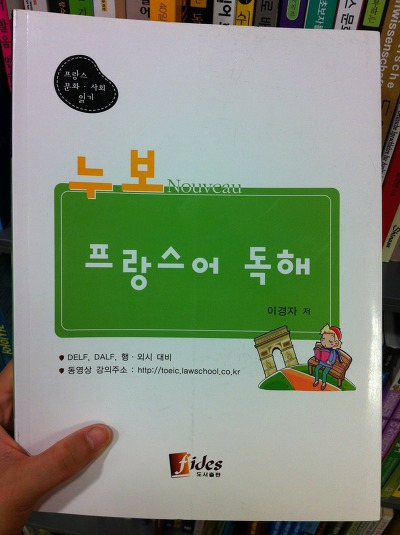 프랑스
문화 · 사회
읽기
누보 Nouveau
프랑스어 독해
이경자 저
DELF, DALF, 행 · 외시 대비
동영상 강의주소 : http://toeic.lawschool.co.kr
fides
도서출판